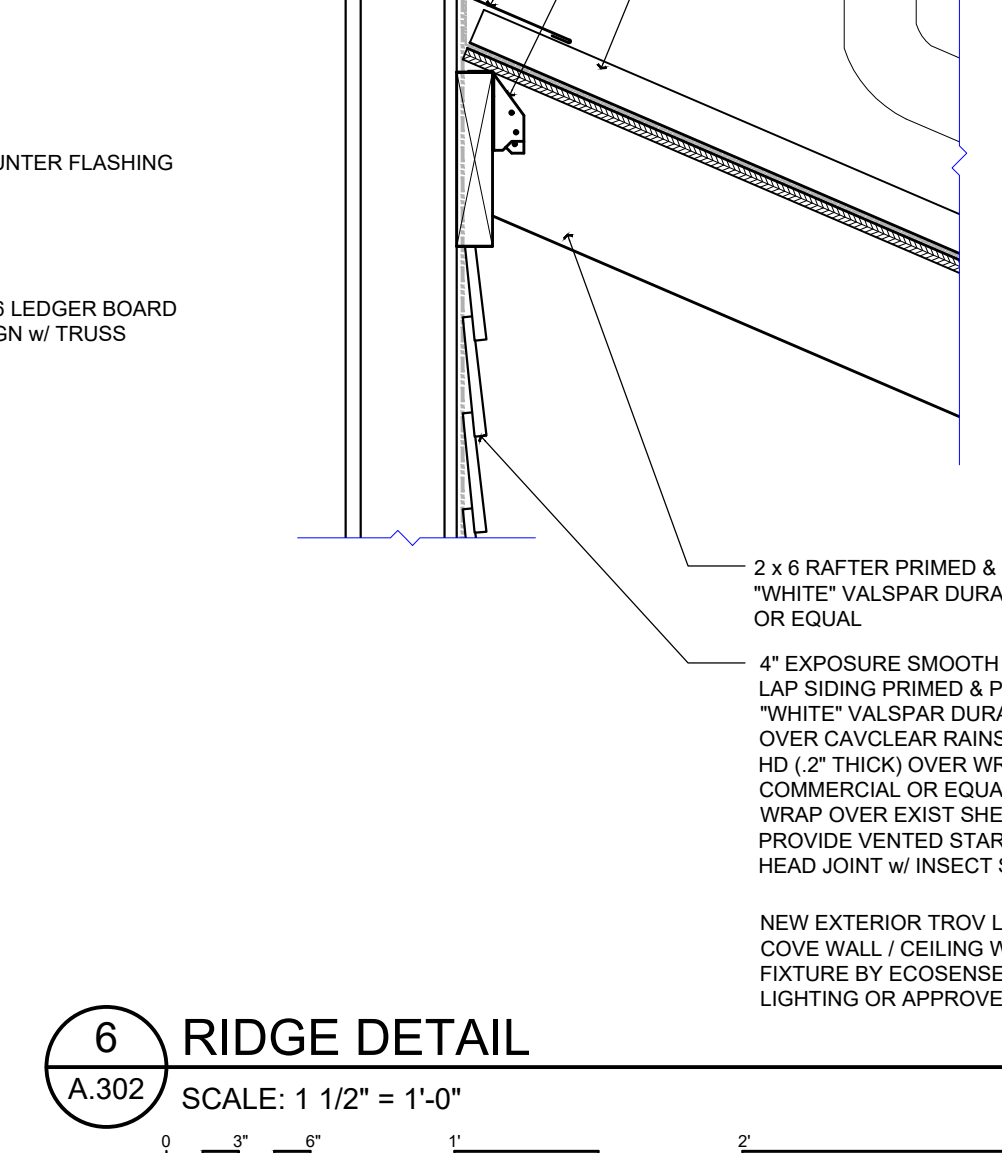 UNTER FLASHING
6 LEDGER BOARD
GN w/ TRUSS
2 x 6 RAFTER PRIMED &
"WHITE" VALSPAR DURA
OR EQUAL
4" EXPOSURE SMOOTH
LAP SIDING PRIMED & P
"WHITE" VALSPAR DURA
OVER CAVCLEAR RAINS
HD (.2" THICK) OVER WR
COMMERCIAL OR EQUA
WRAP OVER EXIST SHE
PROVIDE VENTED STAR
HEAD JOINT w/ INSECT S
NEW EXTERIOR TROV L
COVE WALL / CEILING W
FIXTURE BY ECOSENSE
LIGHTING OR APPROVE
6
A.302
RIDGE DETAIL
SCALE: 1 1/2" = 1'-0"
0 3" 6" 1' 2'